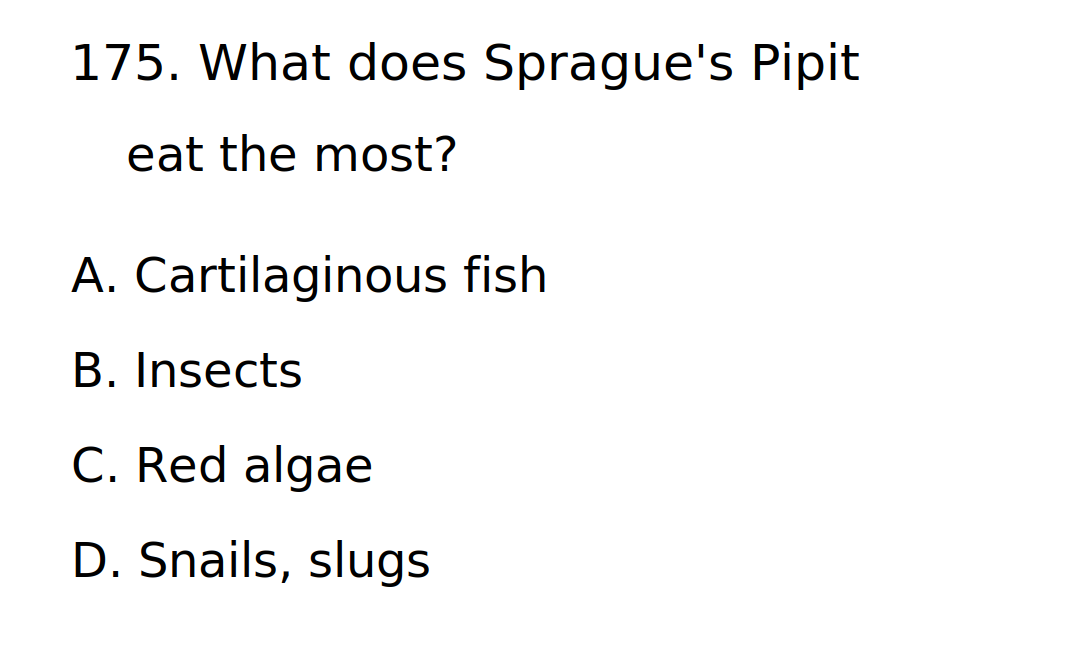 175. What does Sprague's Pipit
eat the most?
A. Cartilaginous fish
B. Insects
C. Red algae
D. Snails, slugs